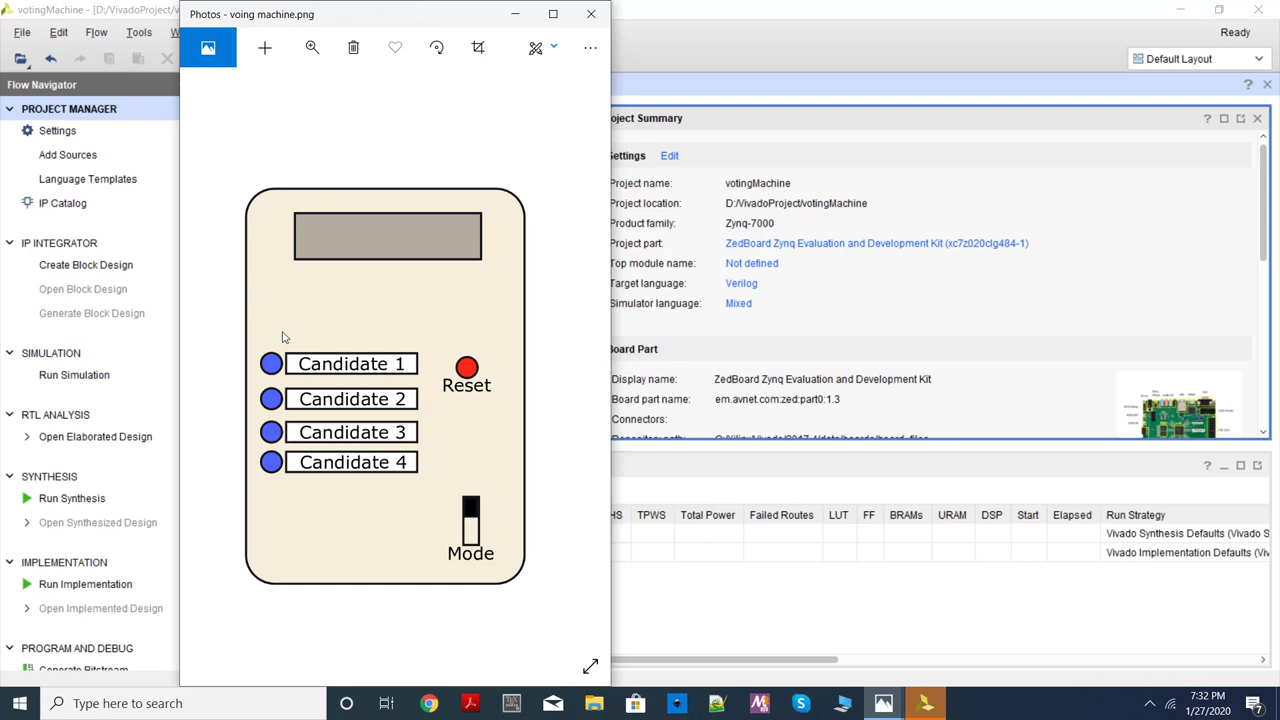 votingMachine - [D:/VivadoProject/v
Photos - voing machine.png
File Edit Flow Tools
Ready
Default Layout
Flow Navigator
PROJECT MANAGER
Settings
Add Sources
Language Templates
IP Catalog
IP INTEGRATOR
Create Block Design
Open Block Design
Generate Block Design
SIMULATION
Run Simulation
RTL ANALYSIS
Open Elaborated Design
SYNTHESIS
Run Synthesis
Open Synthesized Design
IMPLEMENTATION
Run Implementation
Open Implemented Design
PROGRAM AND DEBUG
Generate Bitstream
Candidate 1
Candidate 2
Candidate 3
Candidate 4
Reset
Mode
oject Summary
Settings Edit
Project name: votingMachine
Project location: D:/VivadoProject/votingMachine
Product family: Zynq-7000
Project part: ZedBoard Zynq Evaluation and Development Kit (xc7z020clg484-1)
Top module name: Not defined
Target language: Verilog
Simulator language: Mixed
Board Part
Display name: ZedBoard Zynq Evaluation and Development Kit
Board part name: em.avnet.com:zed:part0:1.3
Connectors:
HS TPWS Total Power Failed Routes LUT FF BRAMs URAM DSP Start Elapsed Run Strategy
Vivado Synthesis Defaults (Vivado S
Vivado Implementation Defaults (Viv
Type here to search
7:32 PM
1/27/2020